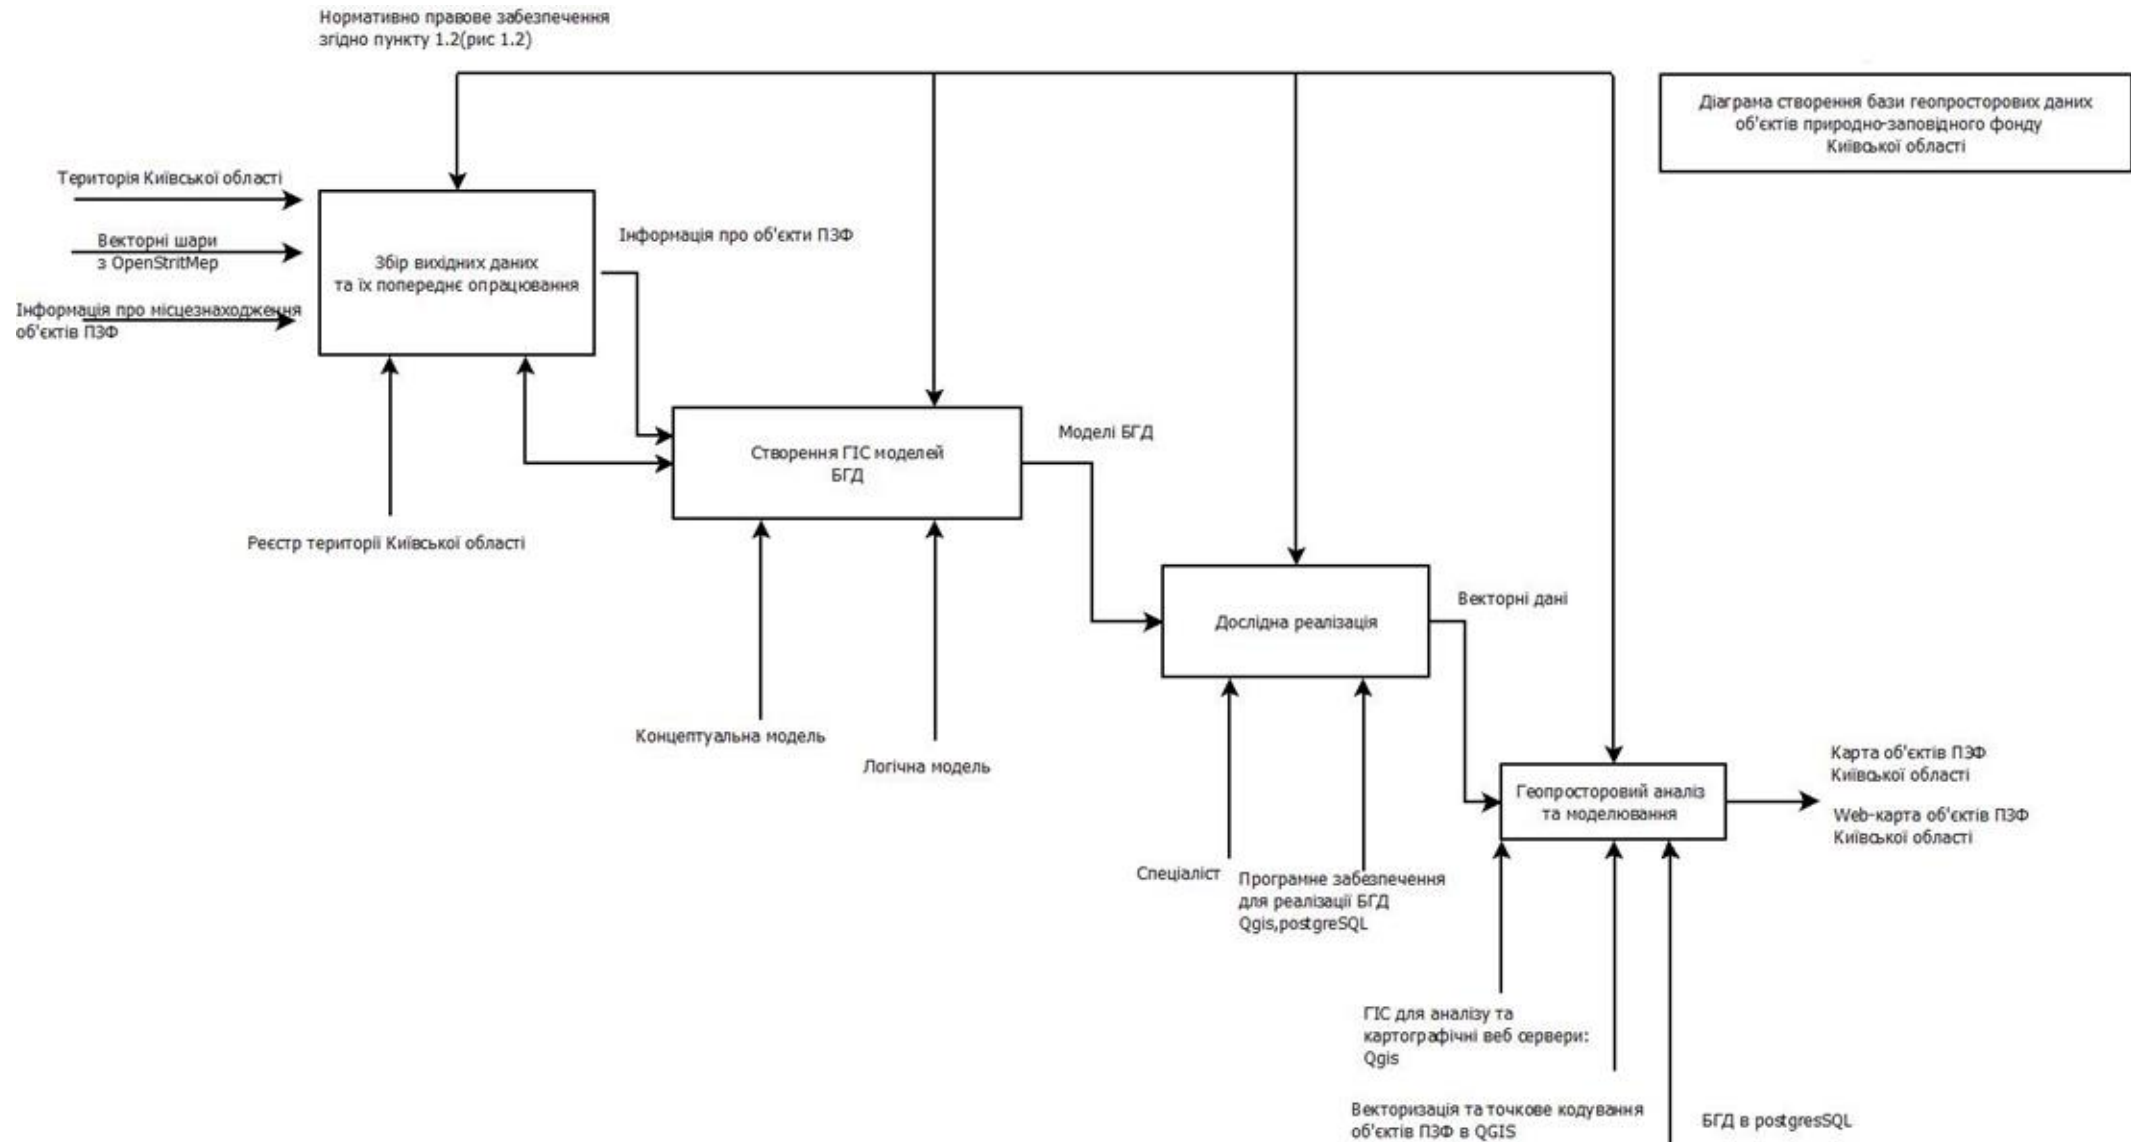 Нормативно правове забезпечення
згідно пункту 1.2(рис 1.2)
Діаграма створення бази геопросторових даних
об'єктів природно-заповідного фонду
Київської області
Територія Київської області
Векторні шари
з OpenStritMep
Інформація про місцезнаходження
об'єктів ПЗФ
Збір вихідних даних
та їх попереднє опрацювання
Інформація про об'єкти ПЗФ
Реєстр території Київської області
Створення ГІС моделей
БГД
Моделі БГД
Концептуальна модель
Логічна модель
Дослідна реалізація
Векторні дані
Спеціаліст
Програмне забезпечення
для реалізації БГД
Qgis,postgreSQL
Геопросторовий аналіз
та моделювання
Карта об'єктів ПЗФ
Київської області
Web-карта об'єктів ПЗФ
Київської області
ГІС для аналізу та
картографічні веб сервери:
Qgis
Векторизація та точкове кодування
об'єктів ПЗФ в QGIS
БГД в postgresSQL